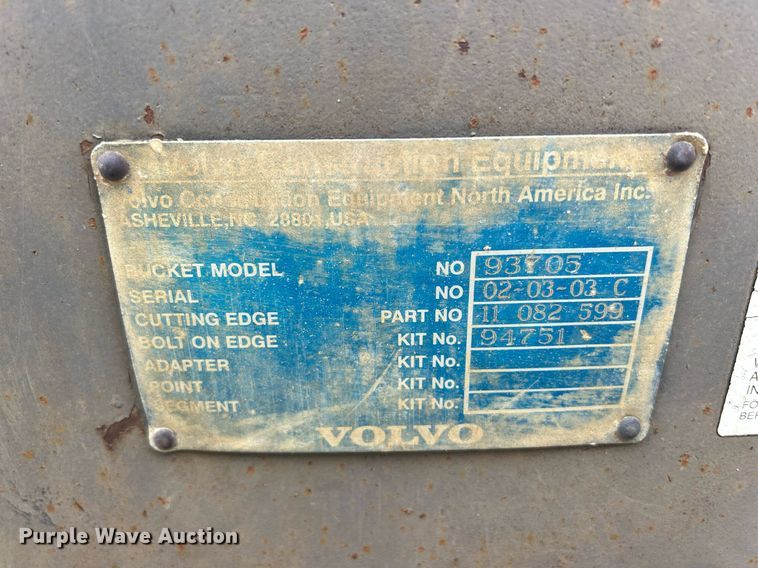 Equipment
Volvo Construction Equipment North America Inc.
ASHEVILLE, NC 28801, USA
BUCKET MODEL NO 93705
SERIAL NO 02-03-03 C
CUTTING EDGE PART NO 11 082 599
BOLT ON EDGE KIT No. 94751
ADAPTER KIT No.
POINT KIT No.
SEGMENT KIT No.
VOLVO
Purple Wave Auction